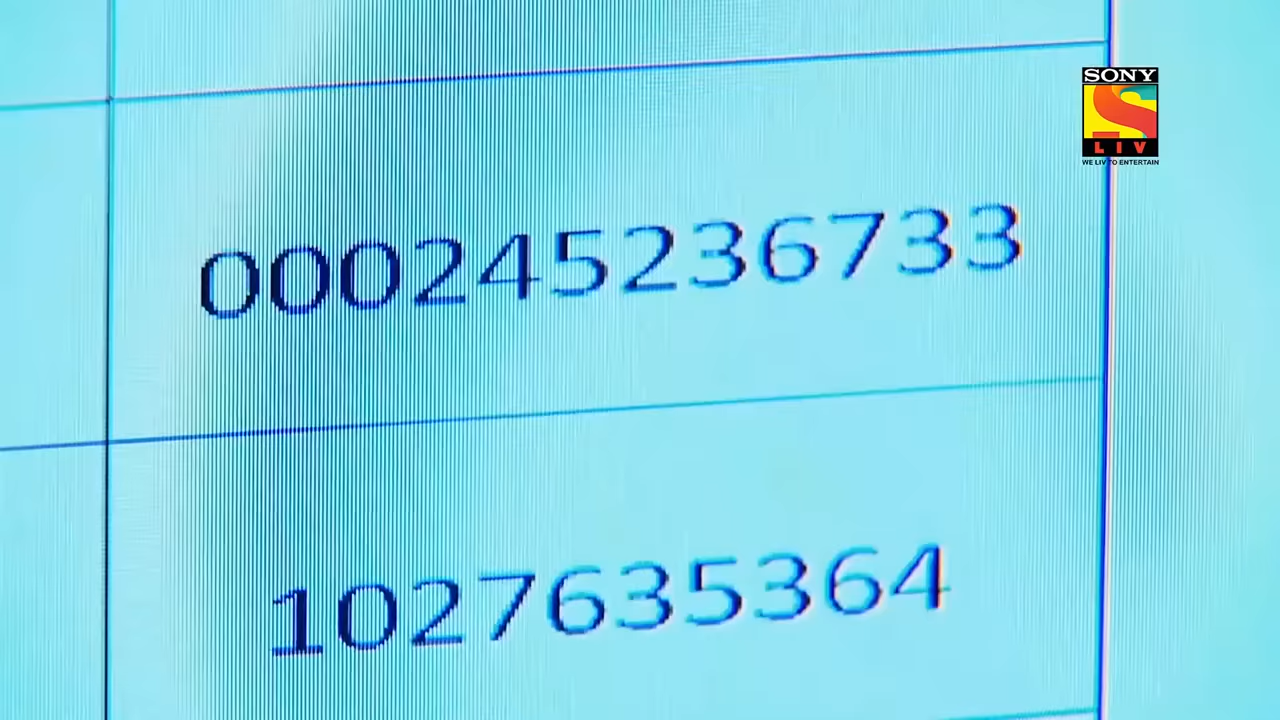 SONY
LIV
WE LIV TO ENTERTAIN
000245236733
1027635364